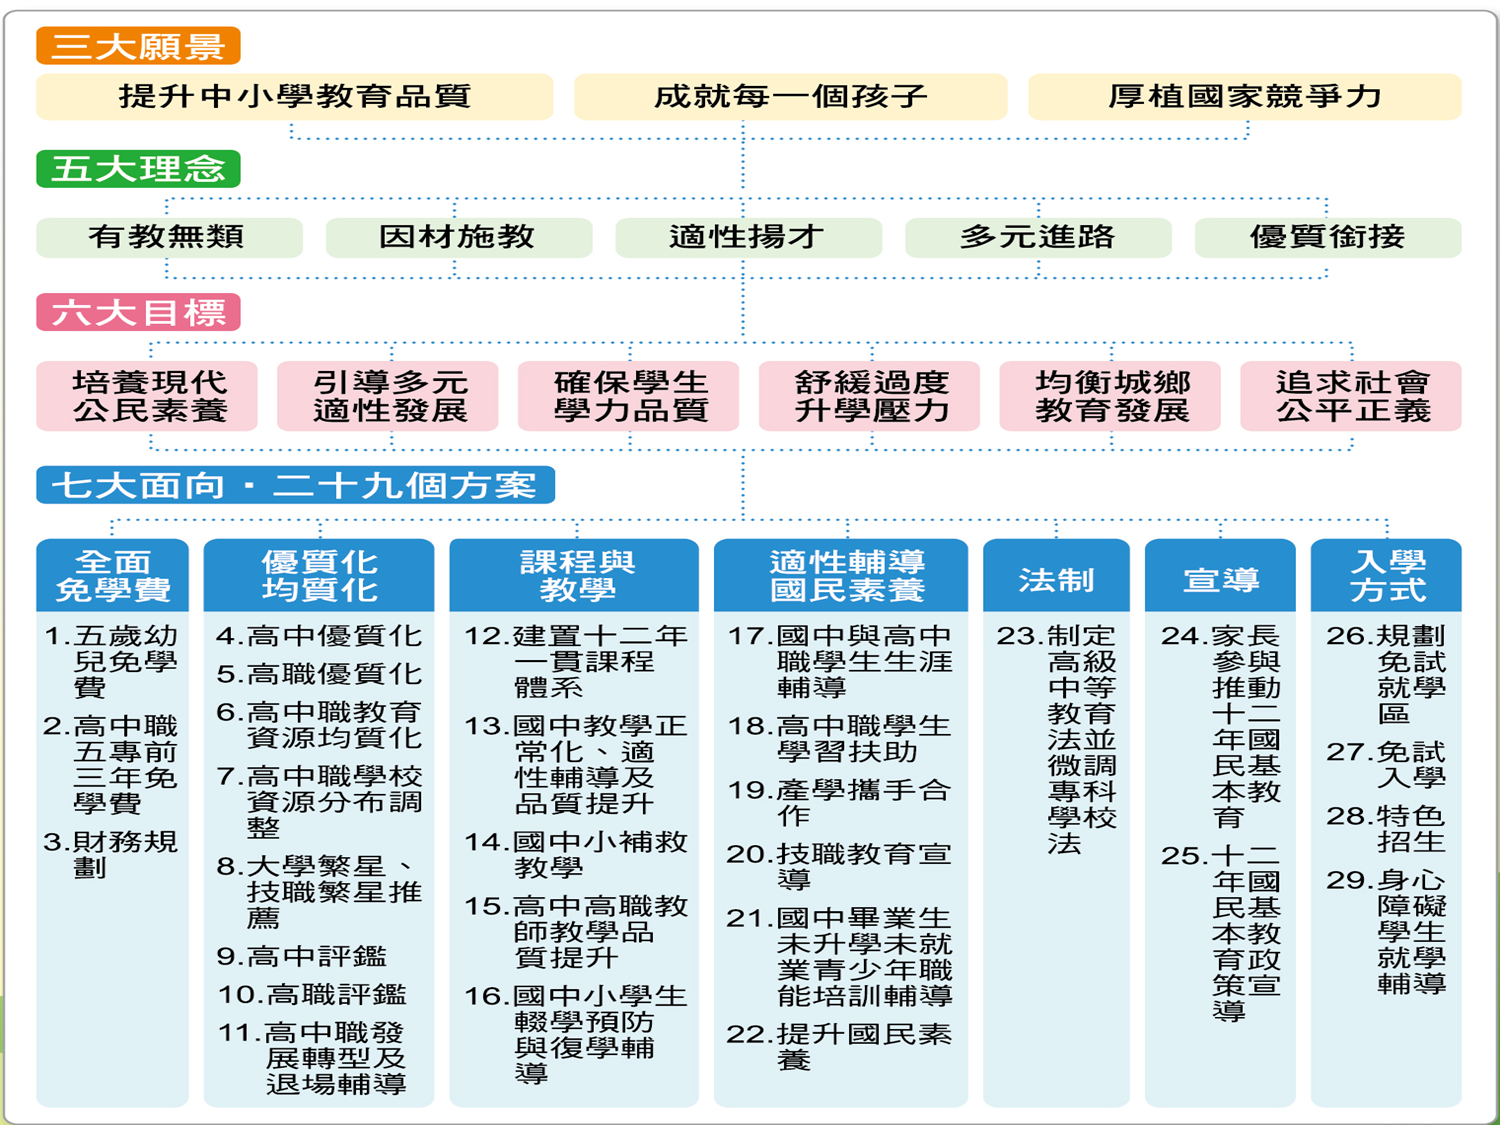 三大願景
提升中小學教育品質
成就每一個孩子
厚植國家競爭力
五大理念
有教無類
因材施教
適性揚才
多元進路
優質銜接
六大目標
培養現代
公民素養
引導多元
適性發展
確保學生
學力品質
舒緩過度
升學壓力
均衡城鄉
教育發展
追求社會
公平正義
七大面向·二十九個方案
全面
免學費
1.五歲幼
兒免學
費
2.高中職
五專前
三年免
學費
3.財務規
劃
優質化
均質化
4.高中優質化
5.高職優質化
6.高中職教育
資源均質化
7.高中職學校
資源分布調
整
8.大學繁星、
技職繁星推
薦
9.高中評鑑
10.高職評鑑
11.高中職發
展轉型及
退場輔導
課程與
教學
12.建置十二年
一貫課程
體系
13.國中教學正
常化、適
性輔導及
品質提升
14.國中小補救
教學
15.高中高職教
師教學品
質提升
16.國中小學生
輟學預防
與復學輔
導
適性輔導
國民素養
17.國中與高中
職學生生涯
輔導
18.高中職學生
學習扶助
19.產學攜手合
作
20.技職教育宣
導
21.國中畢業生
未升學未就
業青少年職
能培訓輔導
22.提升國民素
養
法制
23.制定
高級
中等
教育
法並
微調
專科
學校
法
宣導
24.家長
參與
推動
十二
年國
民基
本教
育
25.十二
年國
民基
本教
育政
策宣
導
入學
方式
26.規劃
免試
就學
區
27.免試
入學
28.特色
招生
29.身心
障礙
學生
就學
輔導